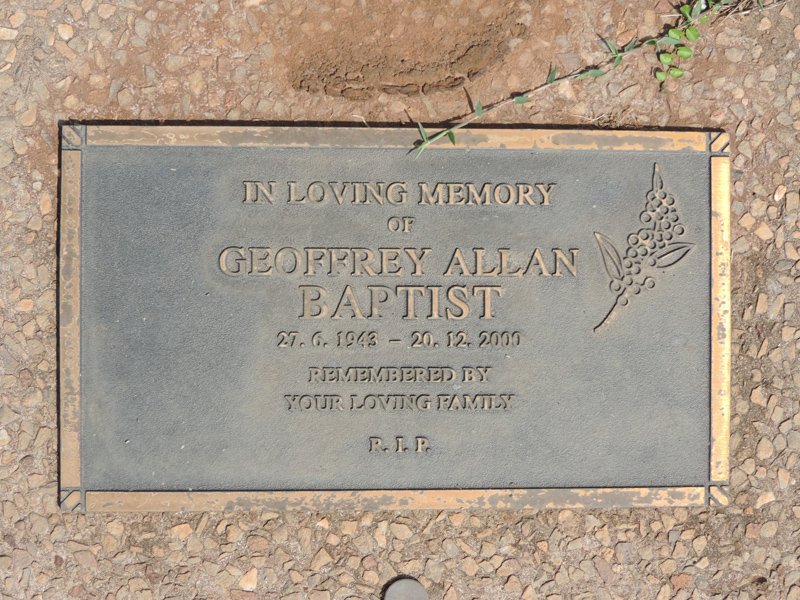 IN LOVING MEMORY
OF
GEOFFREY ALLAN
BAPTIST
27. 6. 1943 – 20. 12. 2000
REMEMBERED BY
YOUR LOVING FAMILY
R. I. P.